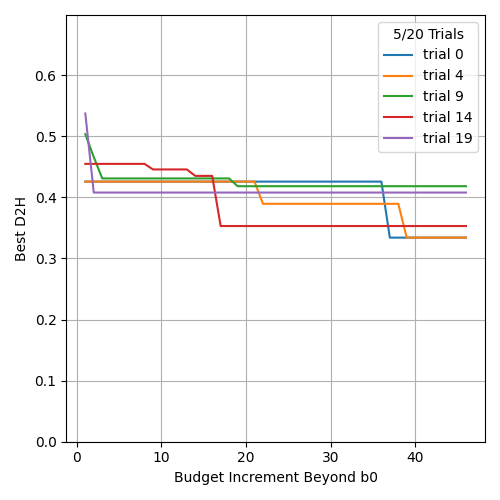 5/20 Trials
trial 0
trial 4
trial 9
trial 14
trial 19
Best D2H
0.6
0.5
0.4
0.3
0.2
0.1
0.0
0 10 20 30 40
Budget Increment Beyond b0